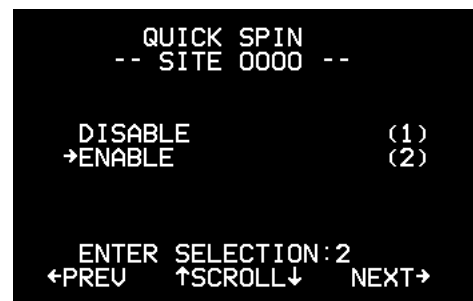 QUICK SPIN
-- SITE 0000 --
DISABLE (1)
→ENABLE (2)
ENTER SELECTION:2
←PREV ↑SCROLL↓ NEXT→